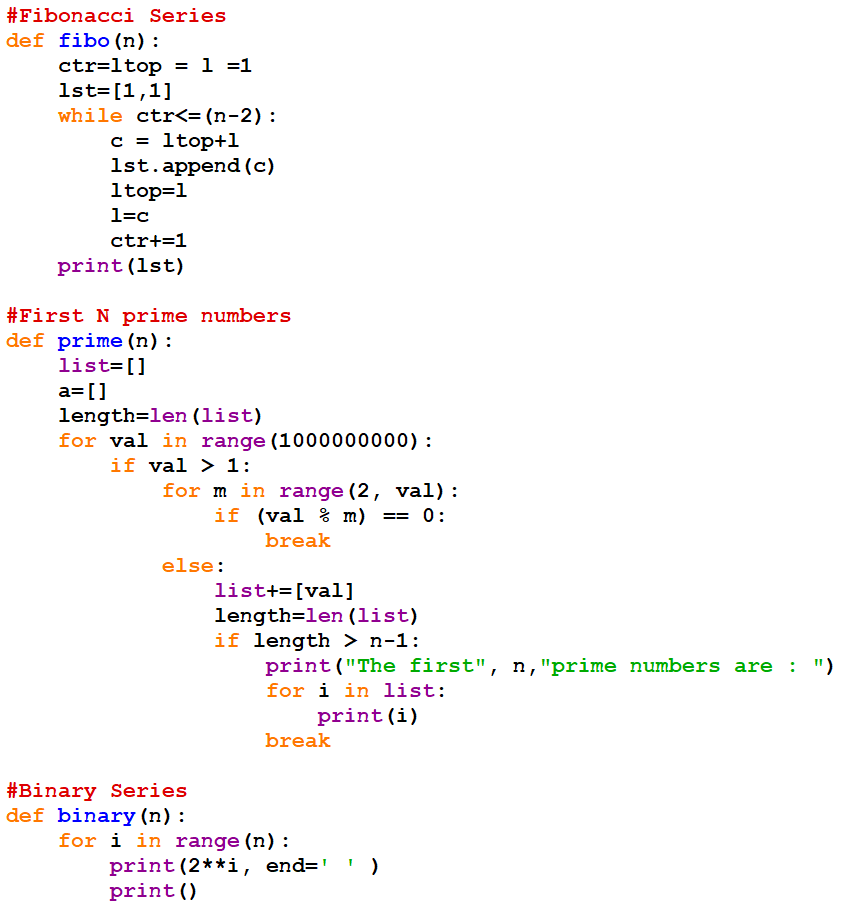 #Fibonacci Series
def fibo(n):
    ctr=ltop = l =1
    lst=[1,1]
    while ctr<=(n-2):
        c = ltop+l
        lst.append(c)
        ltop=l
        l=c
        ctr+=1
    print(lst)

#First N prime numbers
def prime(n):
    list=[]
    a=[]
    length=len(list)
    for val in range(1000000000):
        if val > 1:
            for m in range(2, val):
                if (val % m) == 0:
                    break
            else:
                list+=[val]
                length=len(list)
                if length > n-1:
                    print("The first", n,"prime numbers are : ")
                    for i in list:
                        print(i)
                    break

#Binary Series
def binary(n):
    for i in range(n):
        print(2**i, end=' ' )
        print()